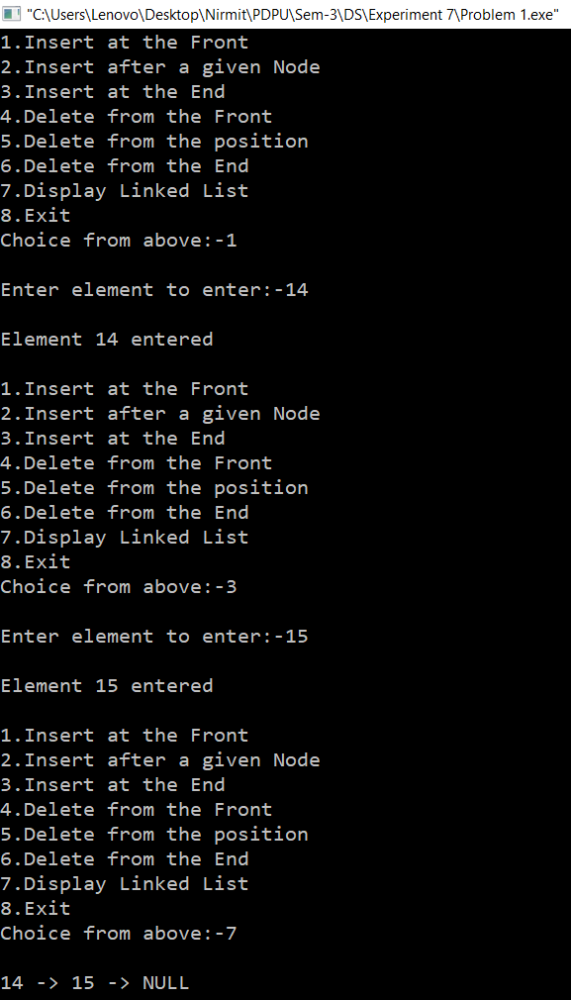 "C:\Users\Lenovo\Desktop\Nirmit\PDPU\Sem-3\DS\Experiment 7\Problem 1.exe"
1.Insert at the Front
2.Insert after a given Node
3.Insert at the End
4.Delete from the Front
5.Delete from the position
6.Delete from the End
7.Display Linked List
8.Exit
Choice from above:-1
Enter element to enter:-14
Element 14 entered
1.Insert at the Front
2.Insert after a given Node
3.Insert at the End
4.Delete from the Front
5.Delete from the position
6.Delete from the End
7.Display Linked List
8.Exit
Choice from above:-3
Enter element to enter:-15
Element 15 entered
1.Insert at the Front
2.Insert after a given Node
3.Insert at the End
4.Delete from the Front
5.Delete from the position
6.Delete from the End
7.Display Linked List
8.Exit
Choice from above:-7
14 -> 15 -> NULL